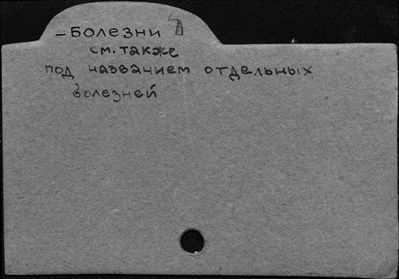 – Болезни
см. также
под названием отдельных
болезней